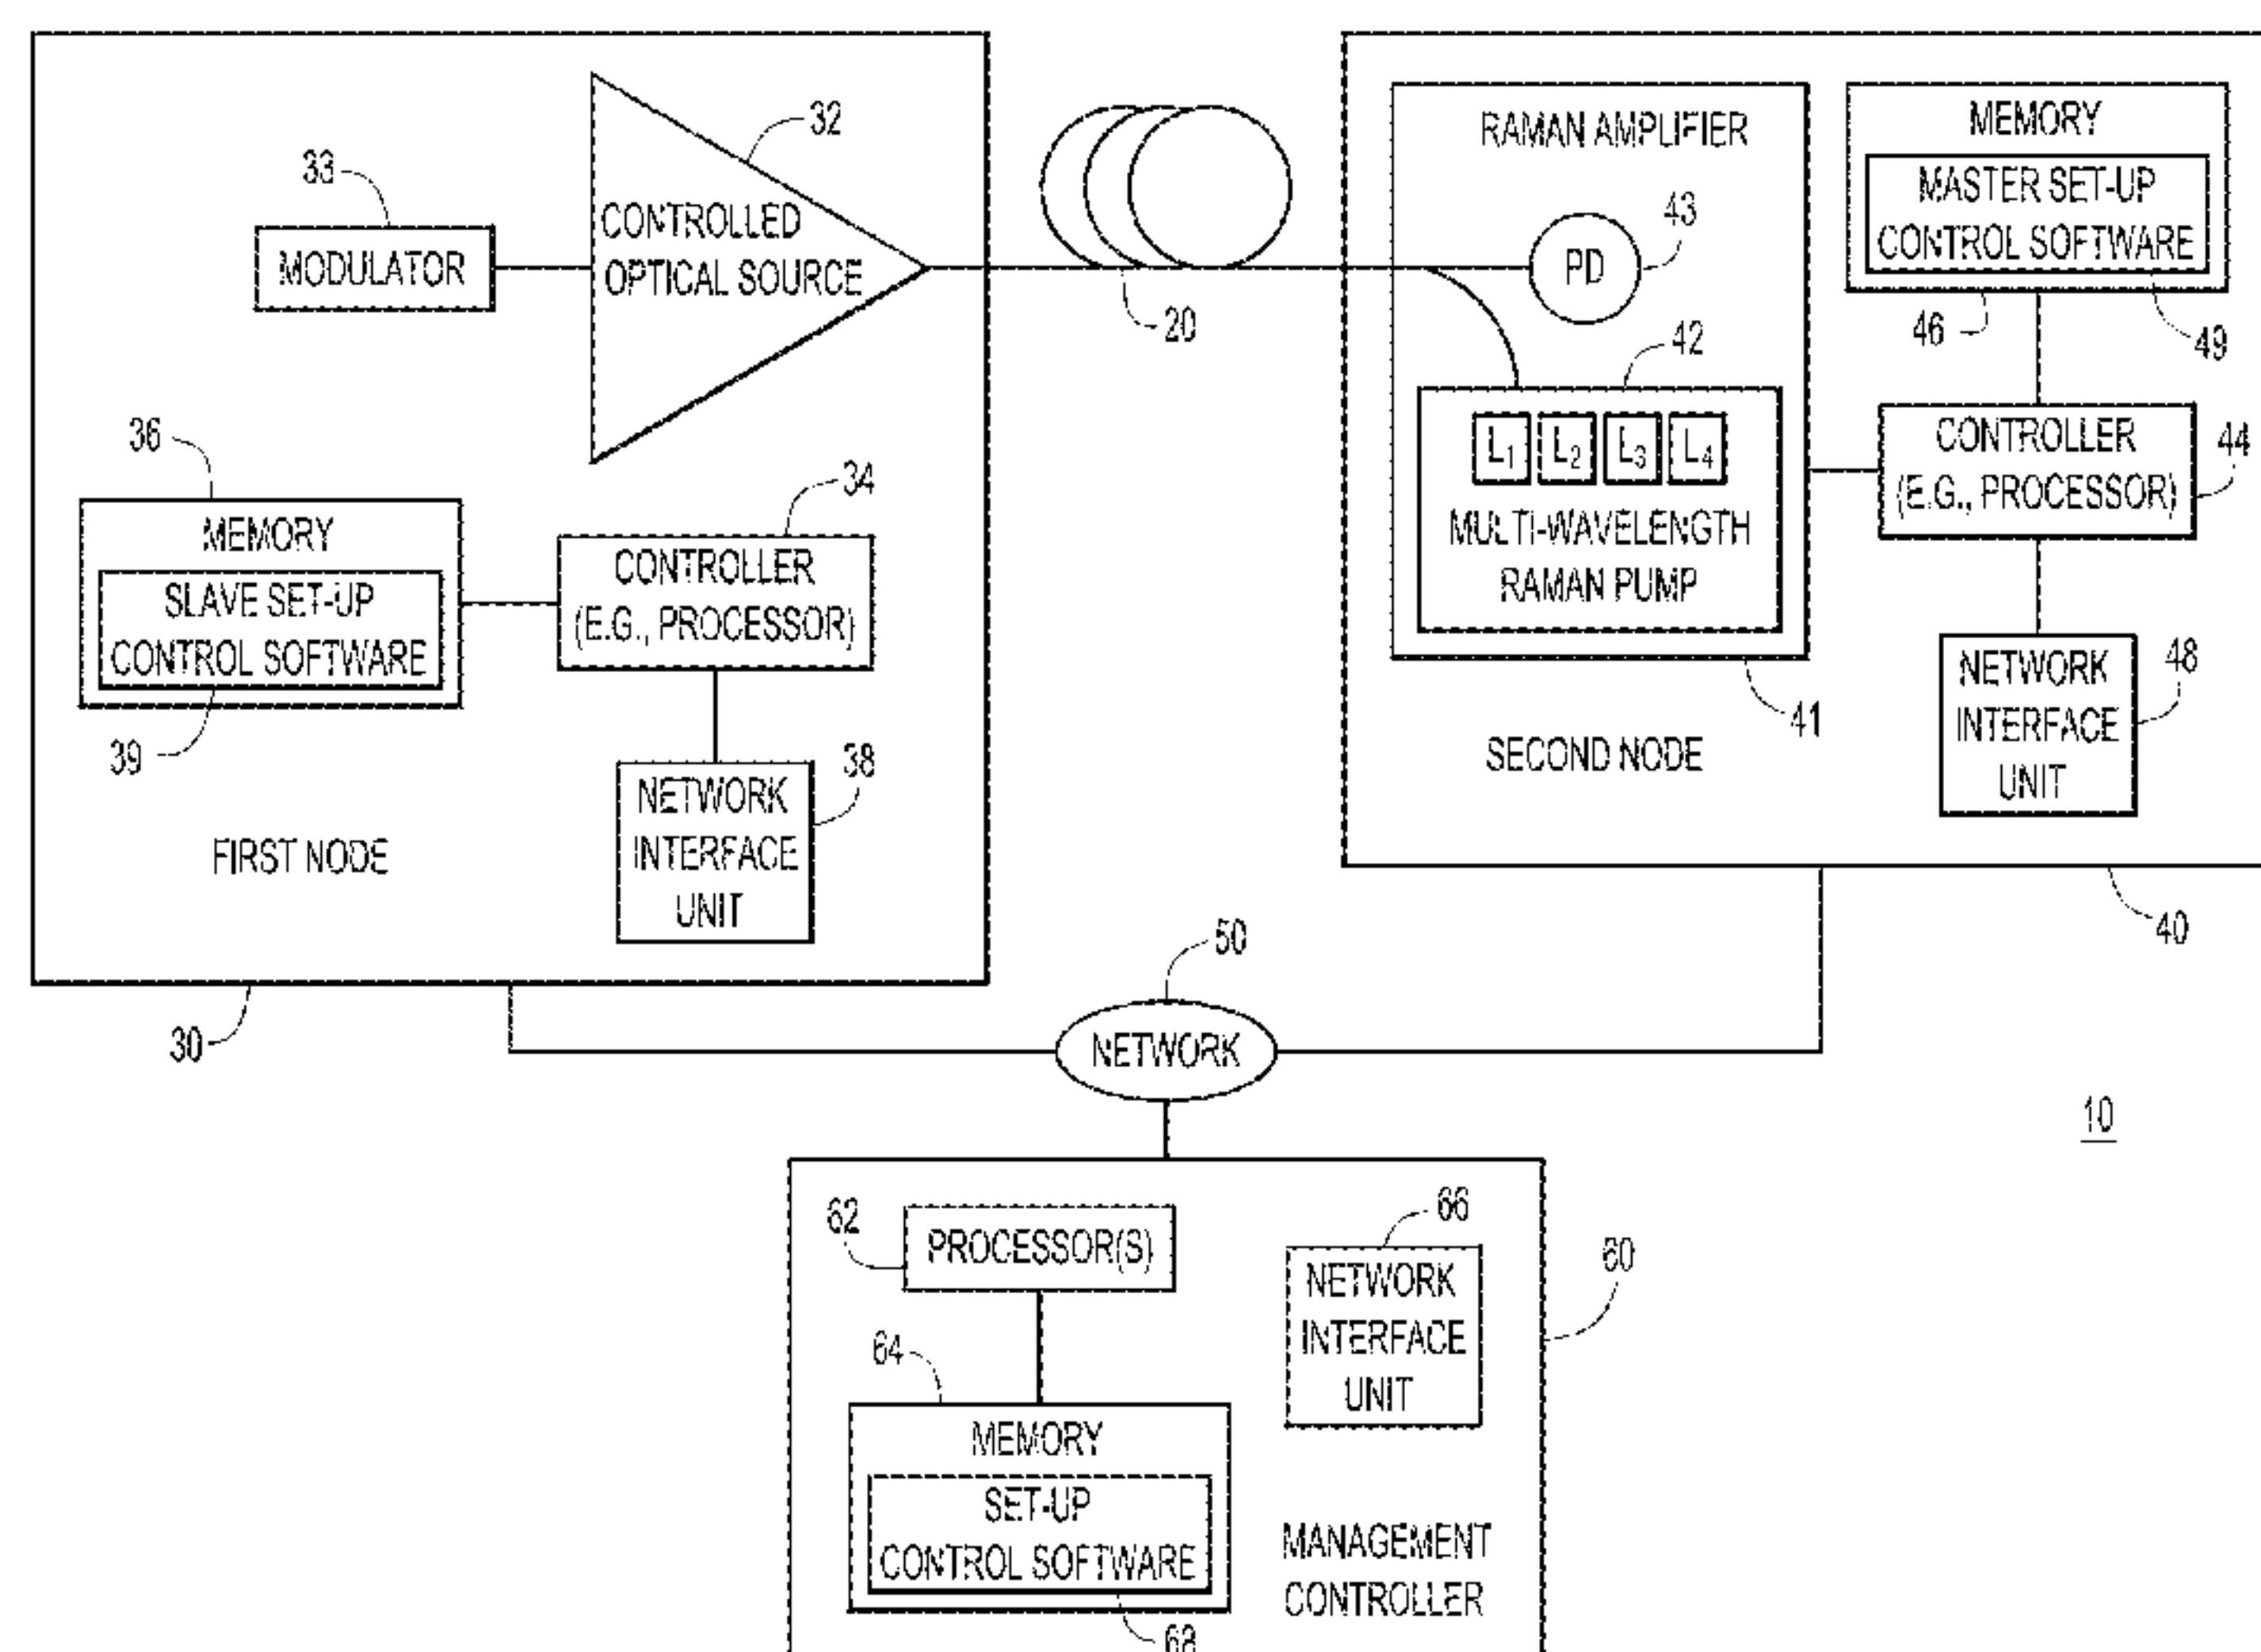 32
33
MODULATOR
CONTROLLED
OPTICAL SOURCE
20
36
MEMORY
SLAVE SET-UP
CONTROL SOFTWARE
39
34
CONTROLLER
(E.G., PROCESSOR)
38
NETWORK
INTERFACE
UNIT
FIRST NODE
30
RAMAN AMPLIFIER
PD
43
42
L1 L2 L3 L4
MULTI-WAVELENGTH
RAMAN PUMP
41
MEMORY
MASTER SET-UP
CONTROL SOFTWARE
46
49
CONTROLLER
(E.G., PROCESSOR)
44
NETWORK
INTERFACE
UNIT
48
SECOND NODE
40
50
NETWORK
10
62
PROCESSOR(S)
66
NETWORK
INTERFACE
UNIT
60
64
MEMORY
SET-UP
CONTROL SOFTWARE
68
MANAGEMENT
CONTROLLER